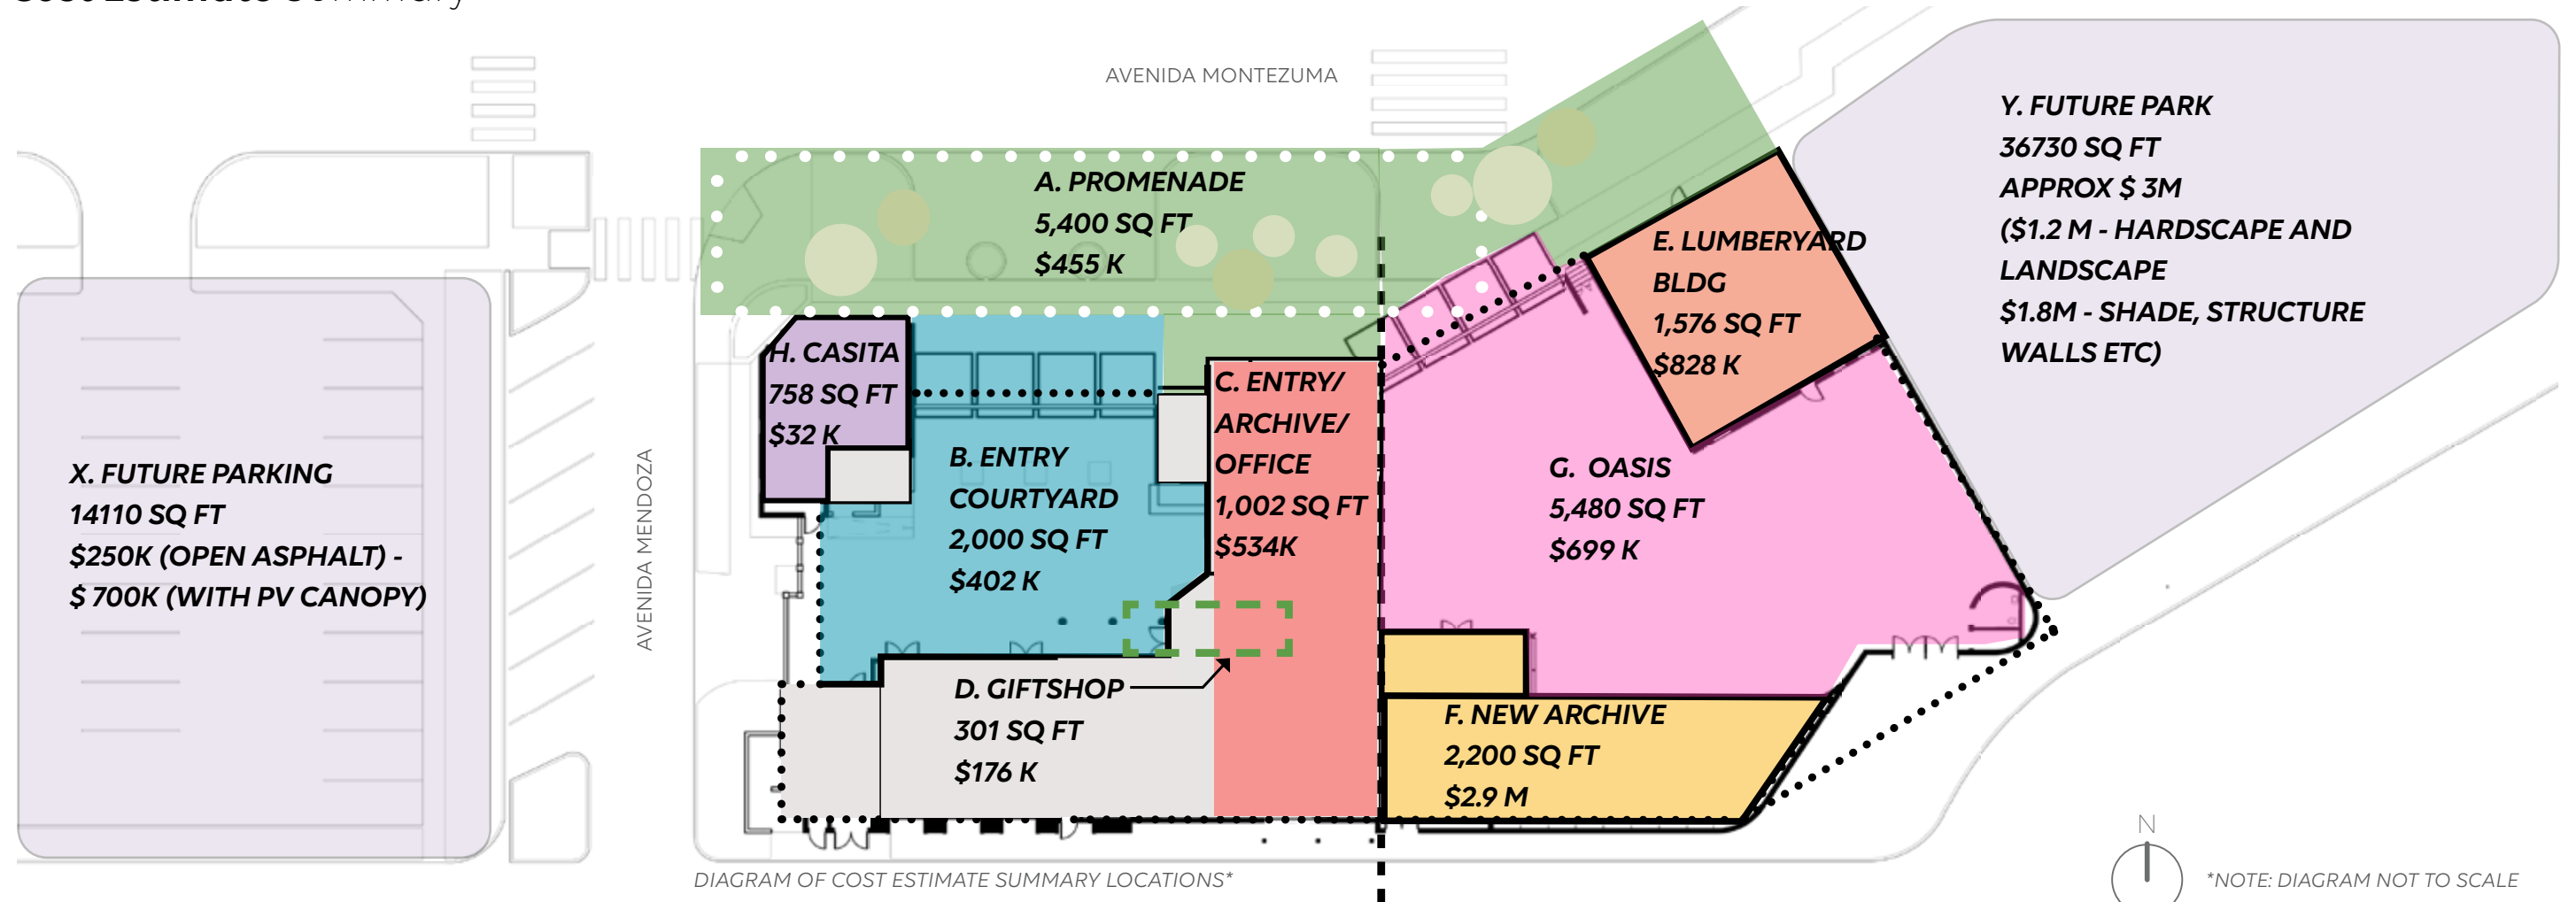 Cost Estimate Summary
AVENIDA MONTEZUMA
A. PROMENADE
5,400 SQ FT
$455 K
Y. FUTURE PARK
36730 SQ FT
APPROX $ 3M
($1.2 M - HARDSCAPE AND
LANDSCAPE
$1.8M - SHADE, STRUCTURE
WALLS ETC)
E. LUMBERYARD
BLDG
1,576 SQ FT
$828 K
H. CASITA
758 SQ FT
$32 K
C. ENTRY/
ARCHIVE/
OFFICE
1,002 SQ FT
$534K
B. ENTRY
COURTYARD
2,000 SQ FT
$402 K
G. OASIS
5,480 SQ FT
$699 K
X. FUTURE PARKING
14110 SQ FT
$250K (OPEN ASPHALT) -
$ 700K (WITH PV CANOPY)
AVENIDA MENDOZA
D. GIFTSHOP
301 SQ FT
$176 K
F. NEW ARCHIVE
2,200 SQ FT
$2.9 M
N
DIAGRAM OF COST ESTIMATE SUMMARY LOCATIONS*
*NOTE: DIAGRAM NOT TO SCALE